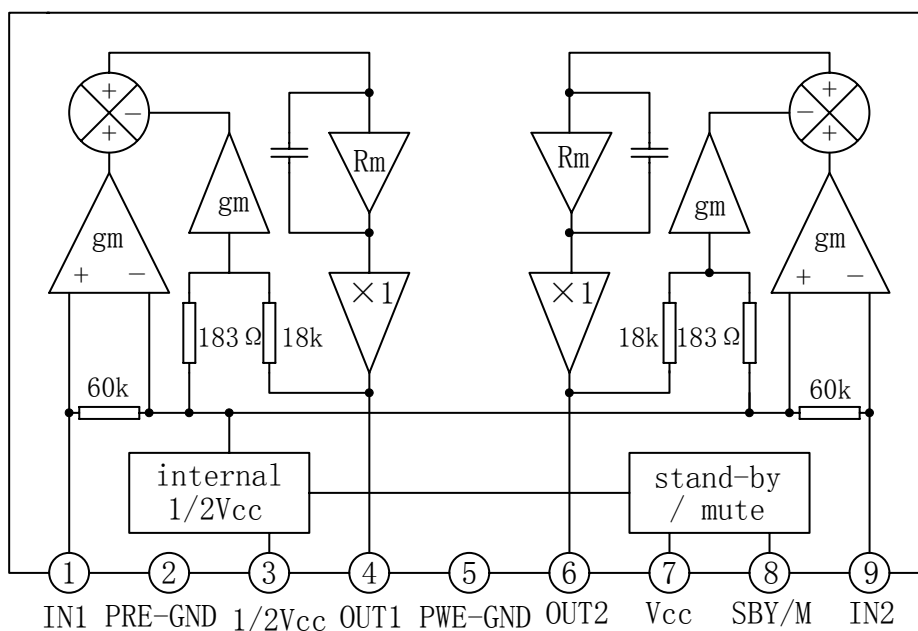 +
−
+
+
−
+
Rm
Rm
gm
gm
gm
gm
+ −
+ −
×1
×1
183Ω
18k
18k
183Ω
60k
60k
internal
1/2Vcc
stand-by
/ mute
1
2
3
4
5
6
7
8
9
IN1
PRE-GND
1/2Vcc
OUT1
PWE-GND
OUT2
Vcc
SBY/M
IN2